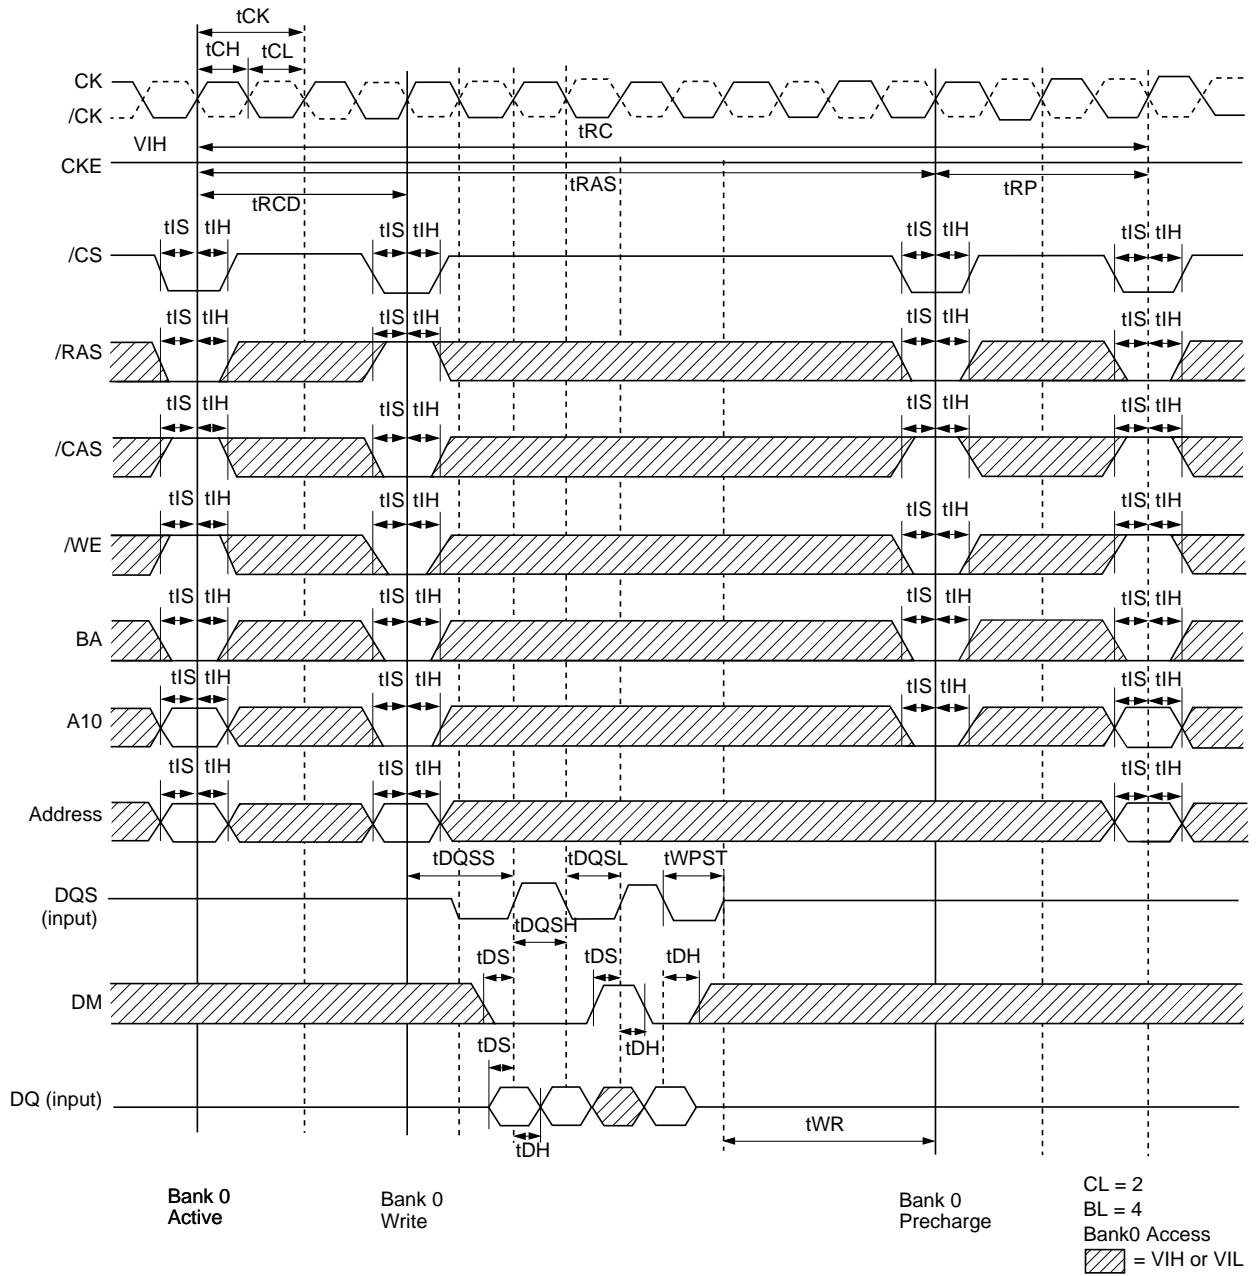 tCK
tCH tCL
CK
/CK
tRC
VIH
CKE
tRAS
tRP
tRCD
tIS tIH tIS tIH tIS tIH tIS tIH
/CS
tIS tIH tIS tIH tIS tIH tIS tIH
/RAS
tIS tIH tIS tIH tIS tIH tIS tIH
/CAS
tIS tIH tIS tIH tIS tIH tIS tIH
/WE
tIS tIH tIS tIH tIS tIH tIS tIH
BA
tIS tIH tIS tIH tIS tIH tIS tIH
A10
tIS tIH tIS tIH tIS tIH
Address
tDQSS tDQSL tWPST
DQS
(input)
tDQSH
tDS tDS tDH
DM
tDS tDH
DQ (input)
tWR
tDH
Bank 0
Active
Bank 0
Write
Bank 0
Precharge
CL = 2
BL = 4
Bank0 Access
= VIH or VIL